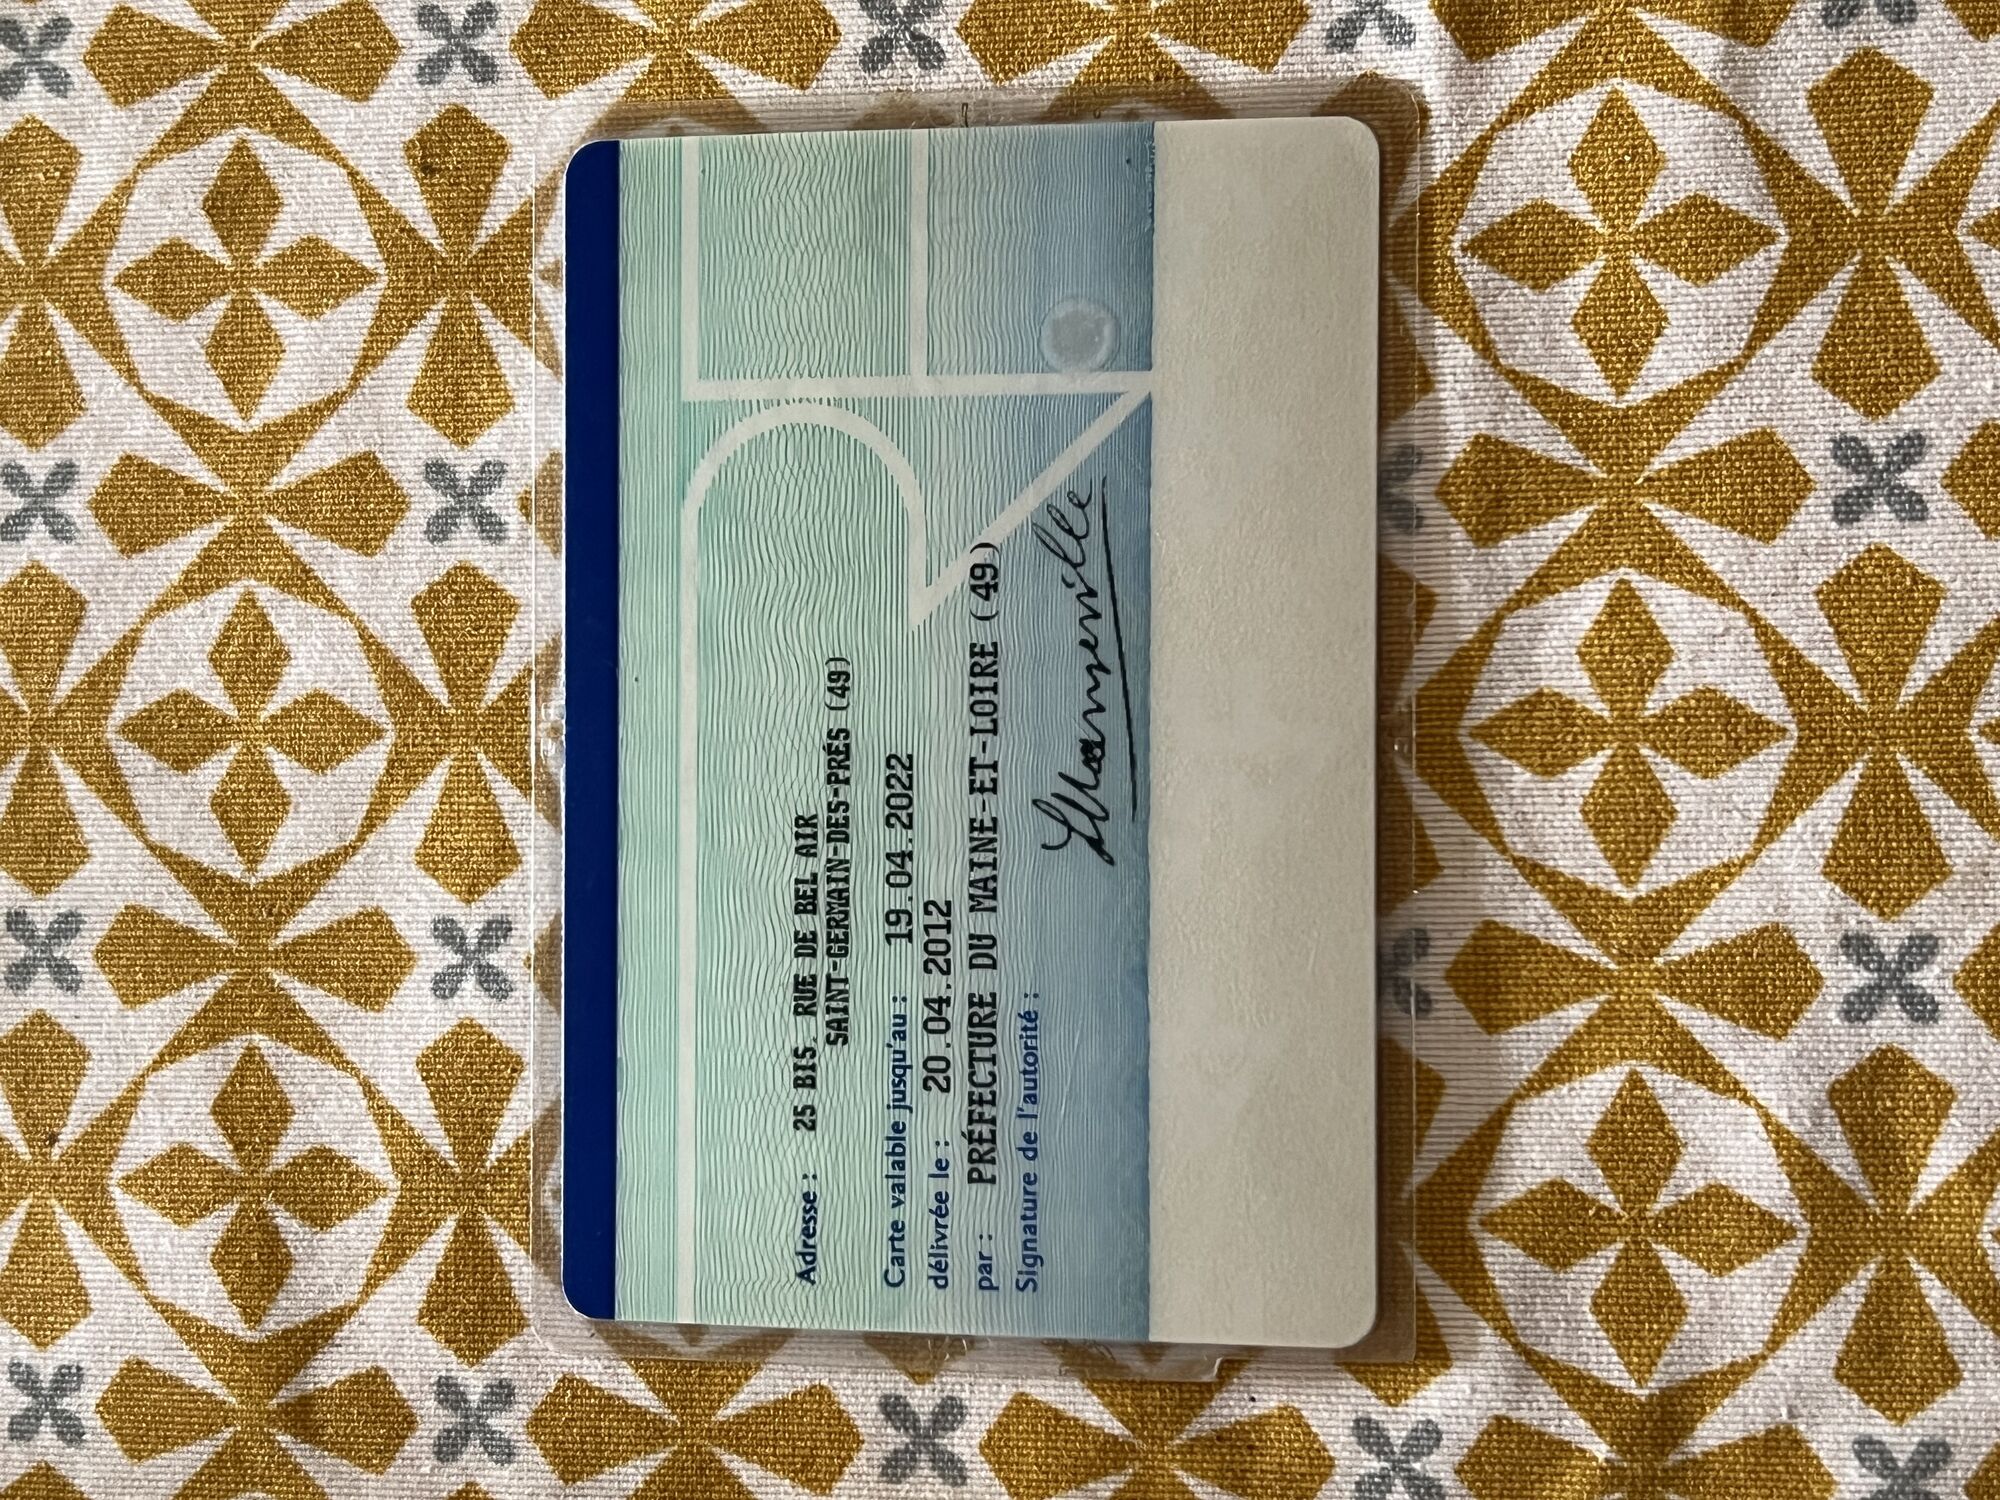 Adresse : 25 BIS, RUE DE BEL AIR
SAINT-GERMAIN-DES-PRÉS (49)
Carte valable jusqu'au : 19.04.2022
délivrée le : 20.04.2012
par : PRÉFECTURE DU MAINE-ET-LOIRE (49)
Signature de l'autorité :